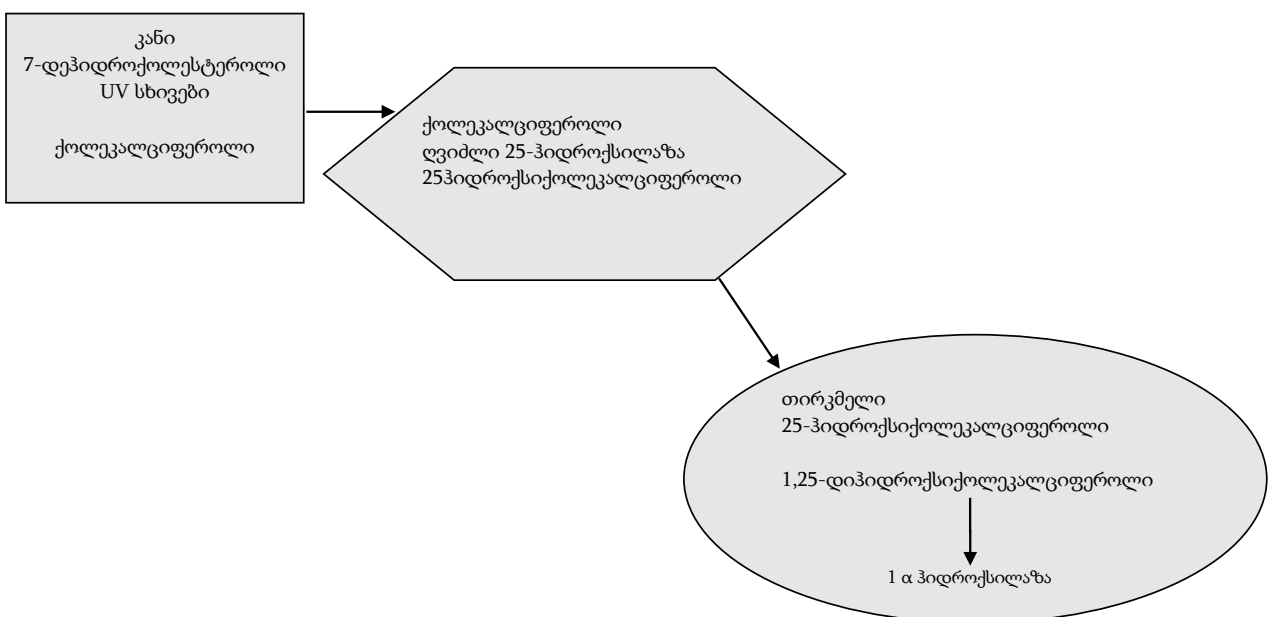 კანი
7-დეჰიდროქოლესტეროლი
UV სხივები
ქოლეკალციფეროლი
ქოლეკალციფეროლი
ღვიძლი 25-ჰიდროქსილაზა
25ჰიდროქსიქოლეკალციფეროლი
თირკმელი
25-ჰიდროქსიქოლეკალციფეროლი
1,25-დიჰიდროქსიქოლეკალციფეროლი
1 α ჰიდროქსილაზა